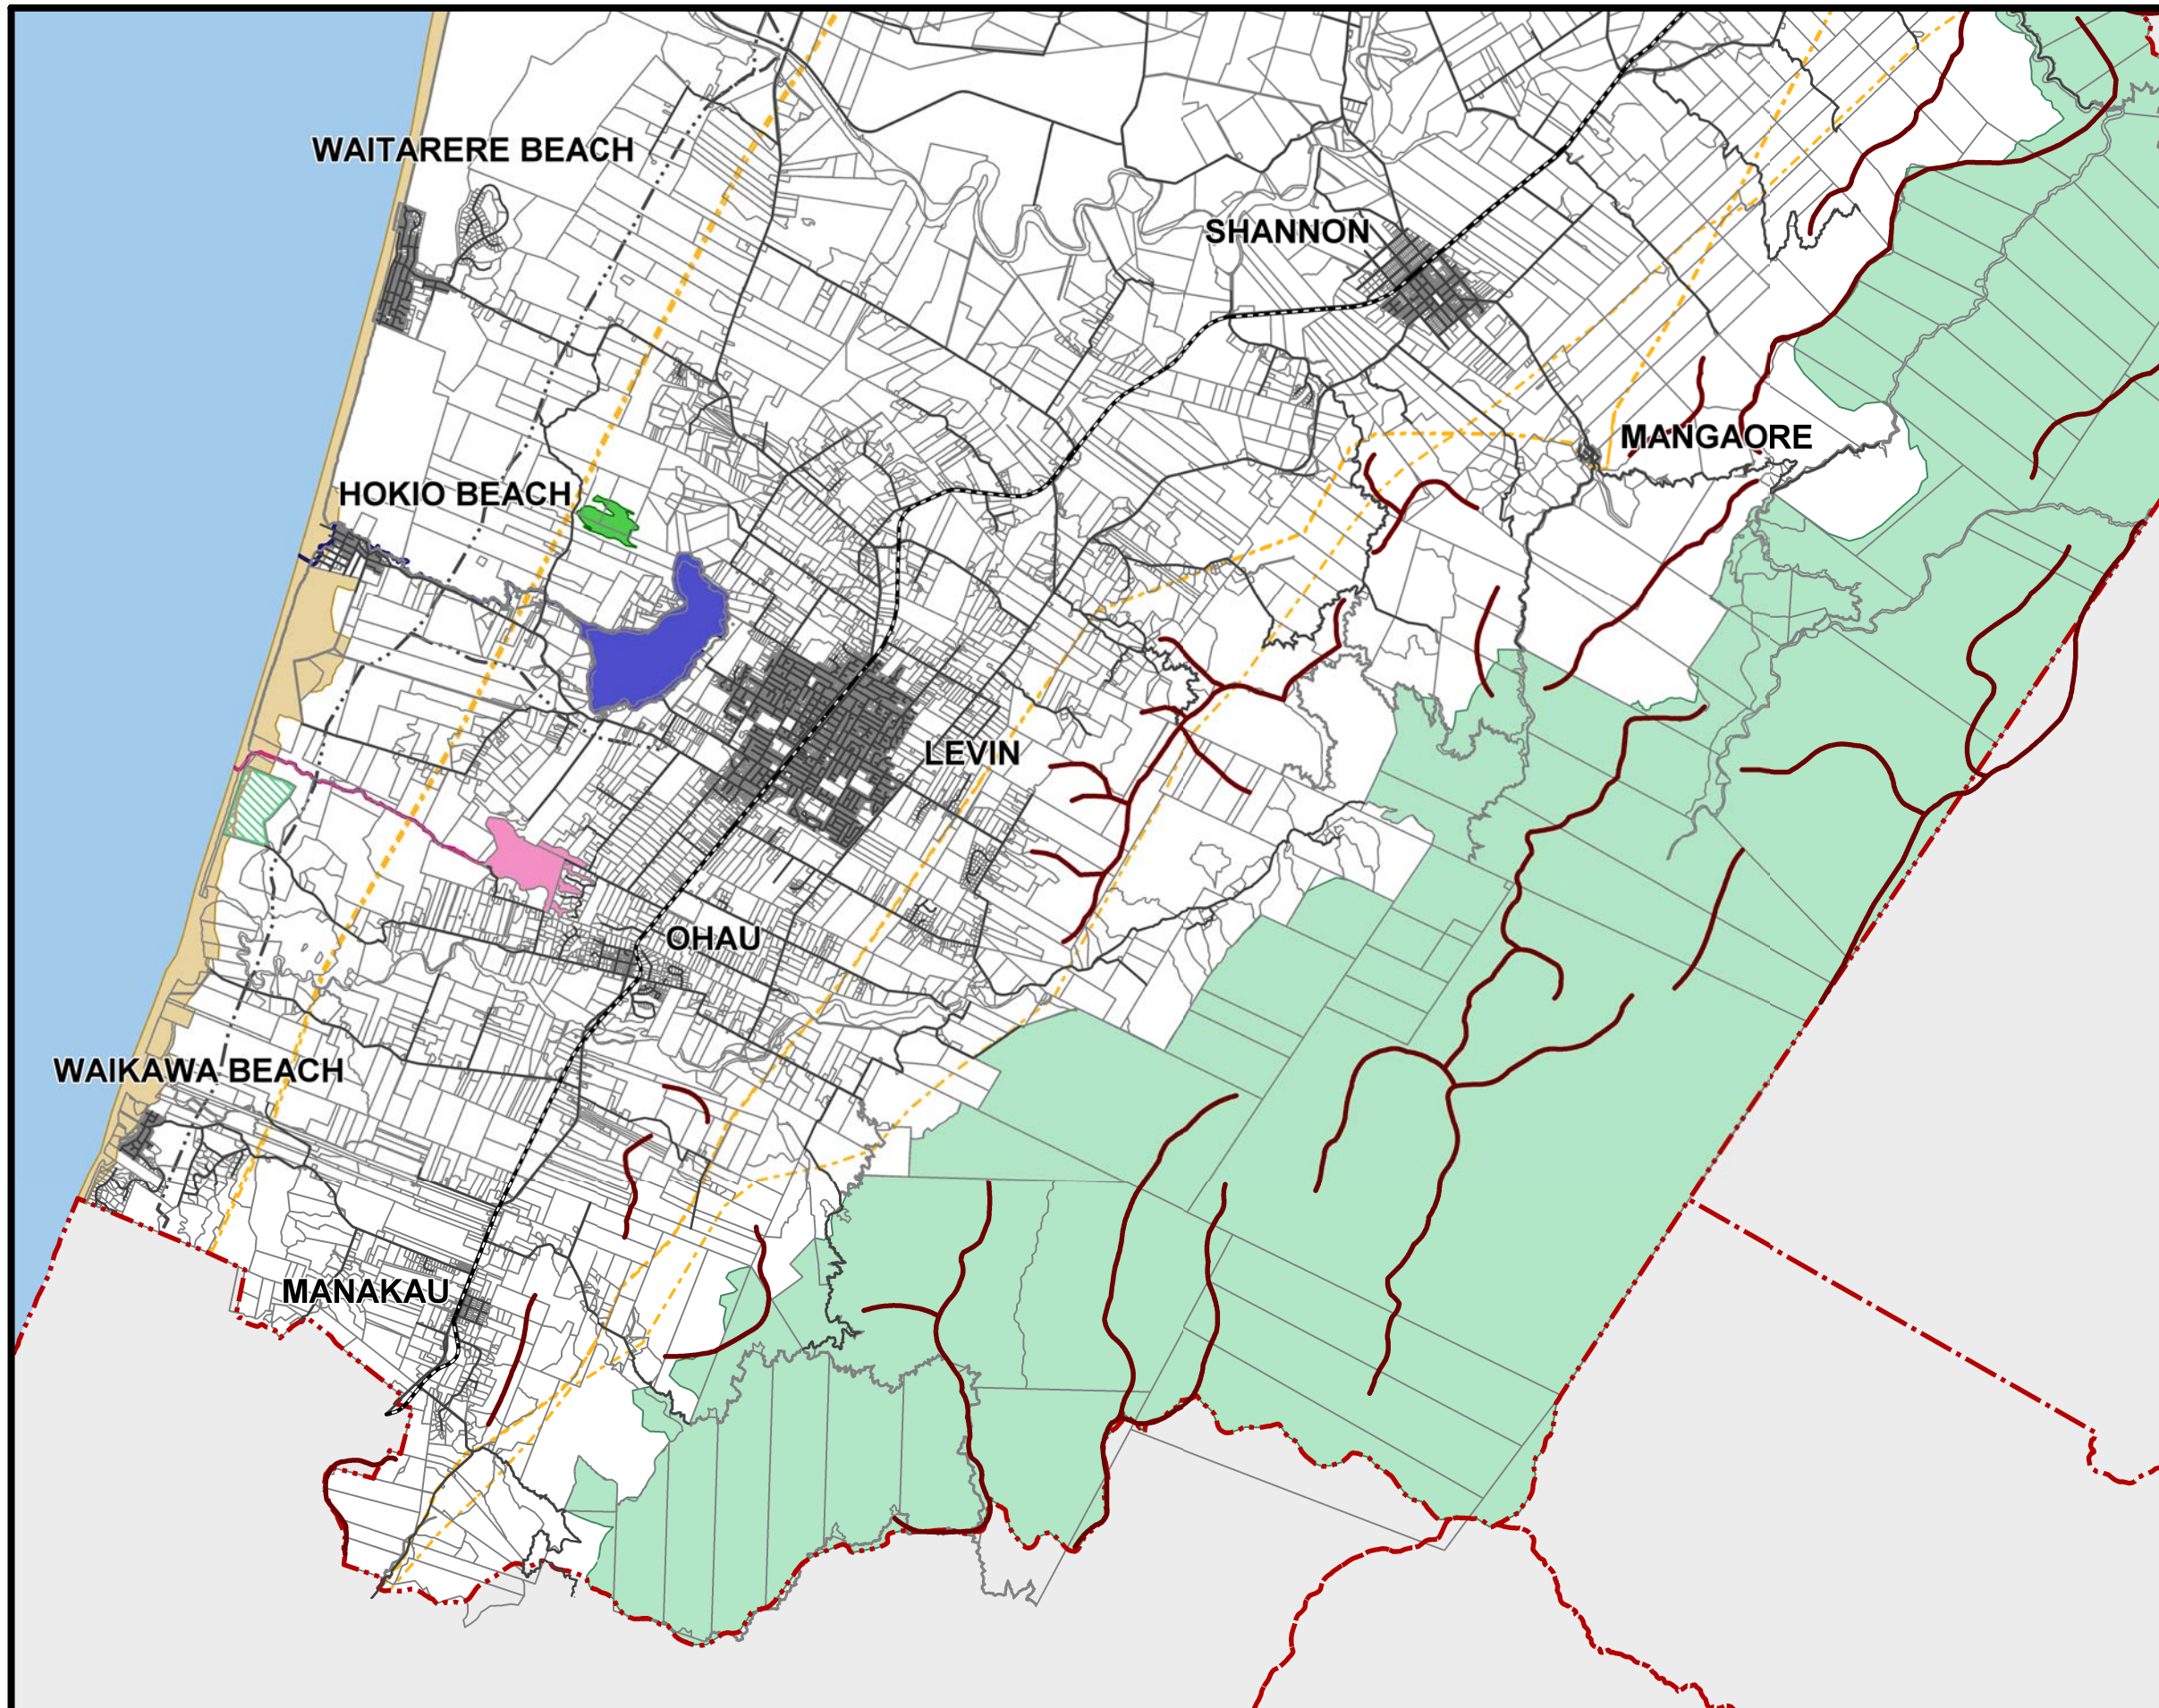 WAITARERE BEACH
SHANNON
MANGAORE
HOKIO BEACH
LEVIN
OHAU
WAIKAWA BEACH
MANAKAU